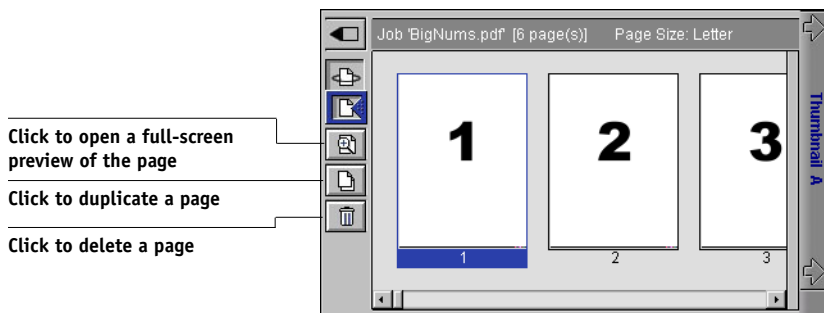 Job 'BigNums.pdf' [6 page(s)] Page Size: Letter
Click to open a full-screen
preview of the page
Click to duplicate a page
Click to delete a page
1
2
3
1
2
3
Thumbnail A